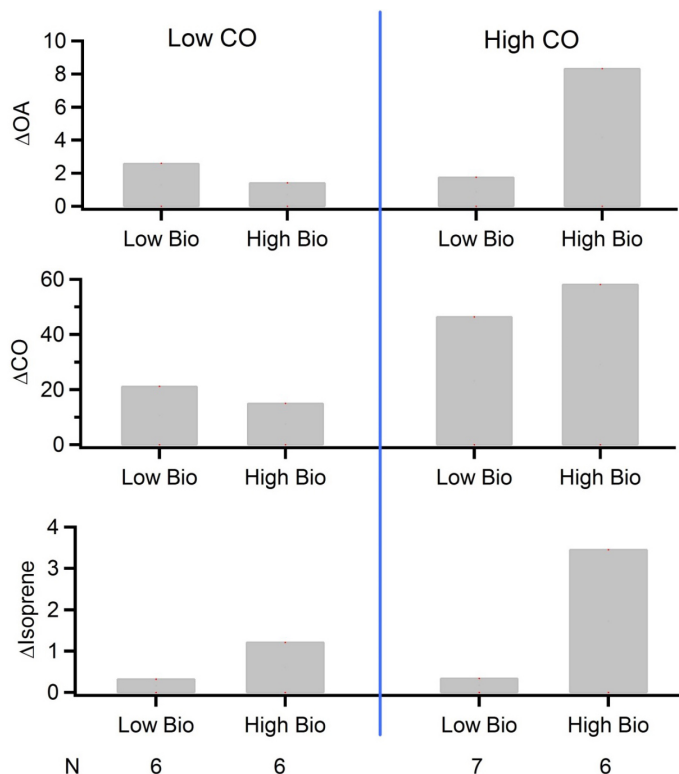 Low CO High CO
ΔOA
10
8
6
4
2
0
Low Bio High Bio Low Bio High Bio
ΔCO
60
40
20
0
Low Bio High Bio Low Bio High Bio
ΔIsoprene
4
3
2
1
0
Low Bio High Bio Low Bio High Bio
N 6 6 7 6